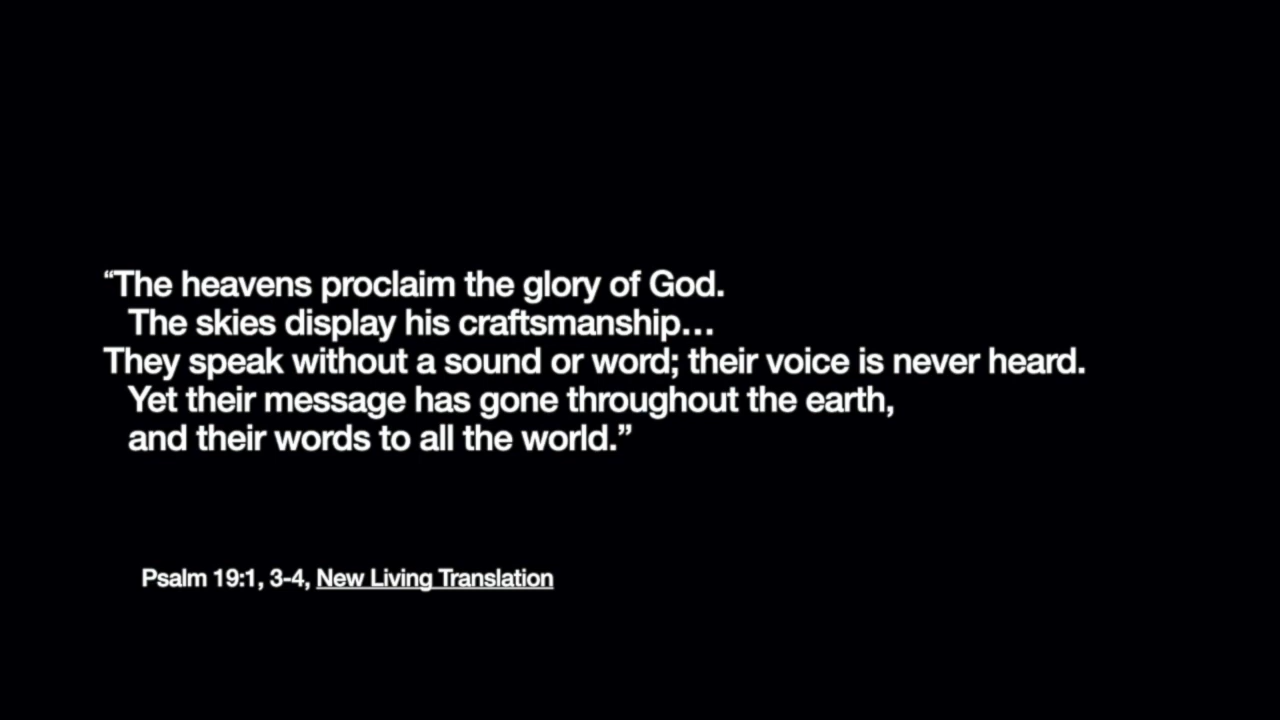 “The heavens proclaim the glory of God.
The skies display his craftsmanship…
They speak without a sound or word; their voice is never heard.
Yet their message has gone throughout the earth,
and their words to all the world.”
Psalm 19:1, 3-4, New Living Translation